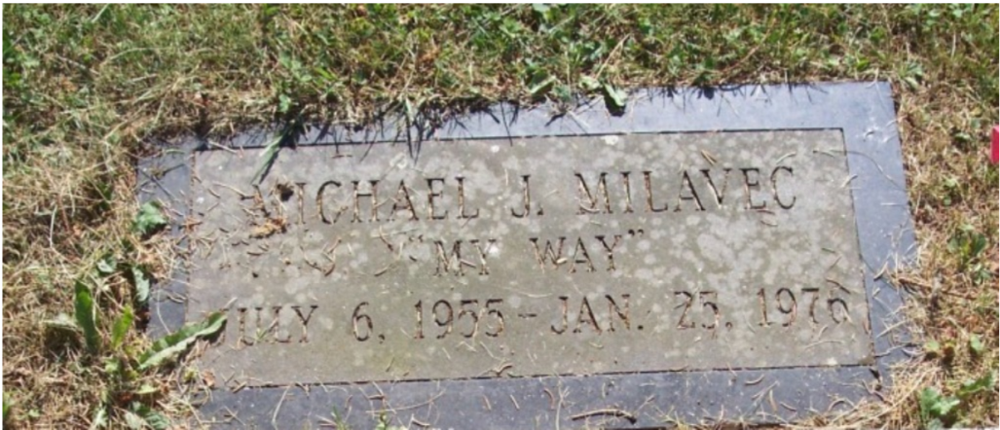 MICHAEL J. MILAVEC
"MY WAY"
JULY 6, 1955 – JAN. 25, 1976